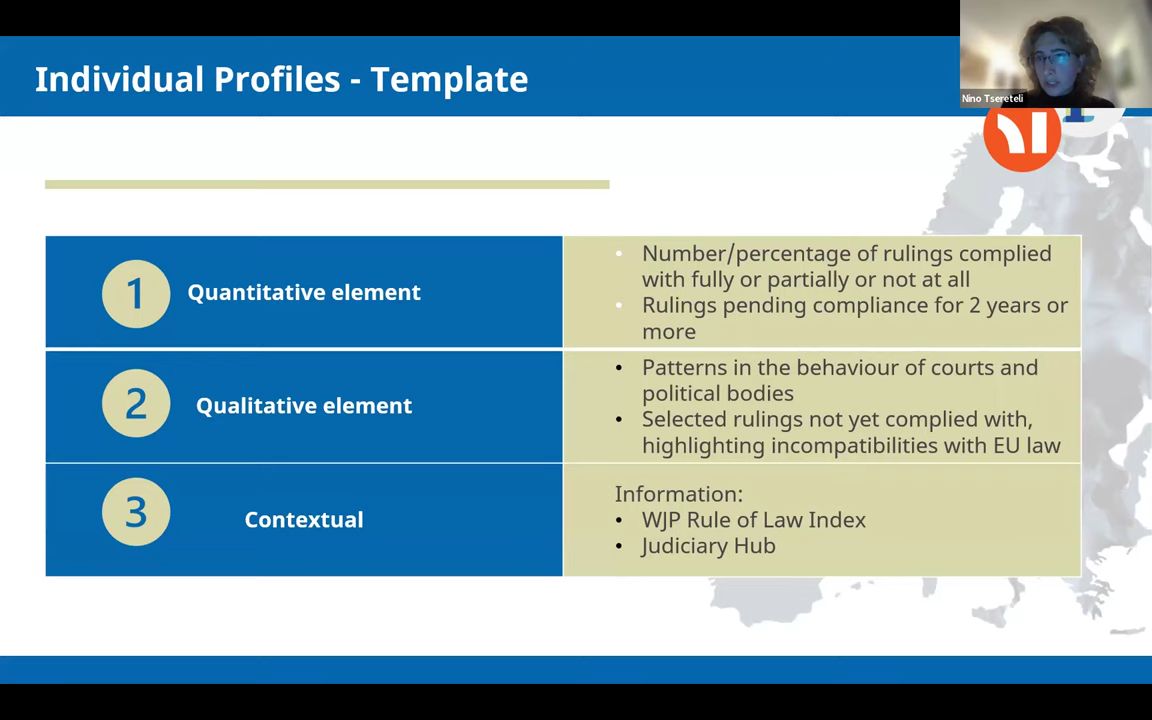 Individual Profiles - Template
Nino Tsereteli
1
Quantitative element
• Number/percentage of rulings complied
with fully or partially or not at all
• Rulings pending compliance for 2 years or
more
2
Qualitative element
• Patterns in the behaviour of courts and
political bodies
• Selected rulings not yet complied with,
highlighting incompatibilities with EU law
3
Contextual
Information:
• WJP Rule of Law Index
• Judiciary Hub